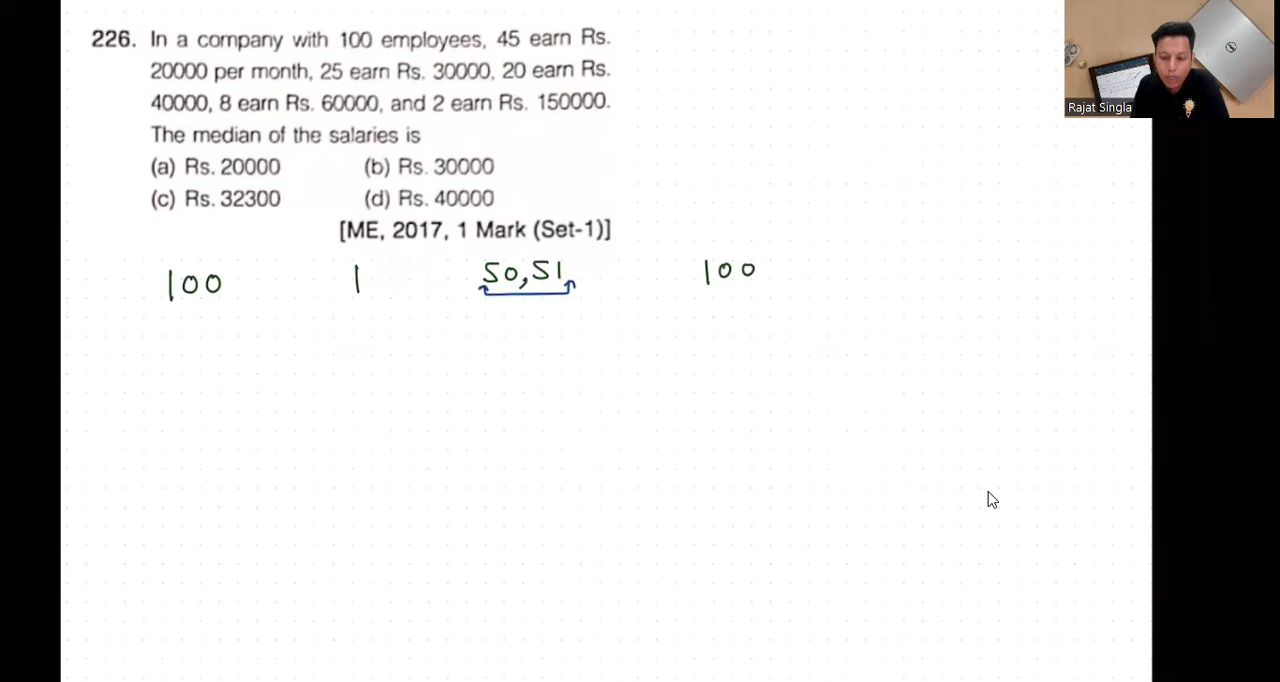 226. In a company with 100 employees, 45 earn Rs.
20000 per month, 25 earn Rs. 30000, 20 earn Rs.
40000, 8 earn Rs. 60000, and 2 earn Rs. 150000.
The median of the salaries is
(a) Rs. 20000 (b) Rs. 30000
(c) Rs. 32300 (d) Rs. 40000
[ME, 2017, 1 Mark (Set-1)]
100 1 50,51 100
Rajat Singla